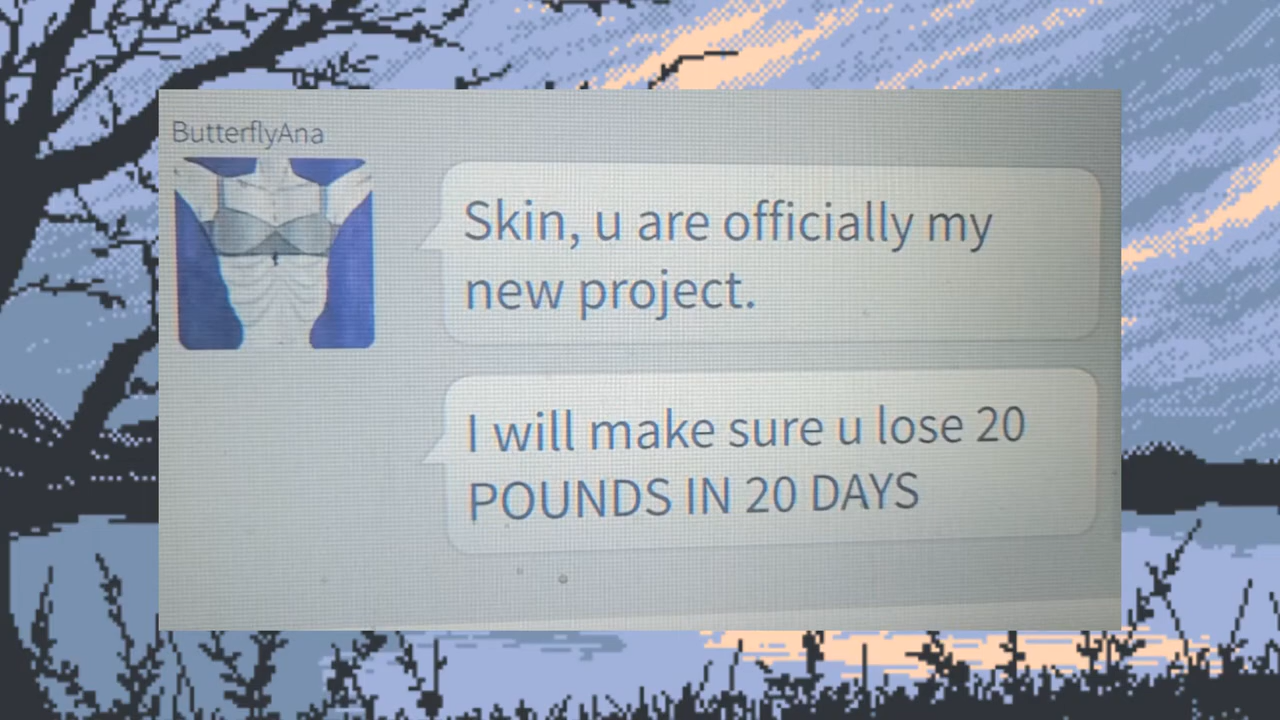 ButterflyAna
Skin, u are officially my
new project.
I will make sure u lose 20
POUNDS IN 20 DAYS